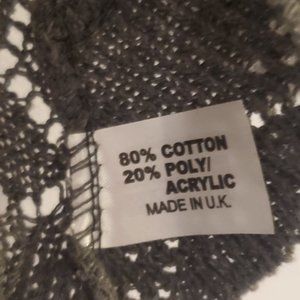 80% COTTON
20% POLY/
ACRYLIC
MADE IN U.K.